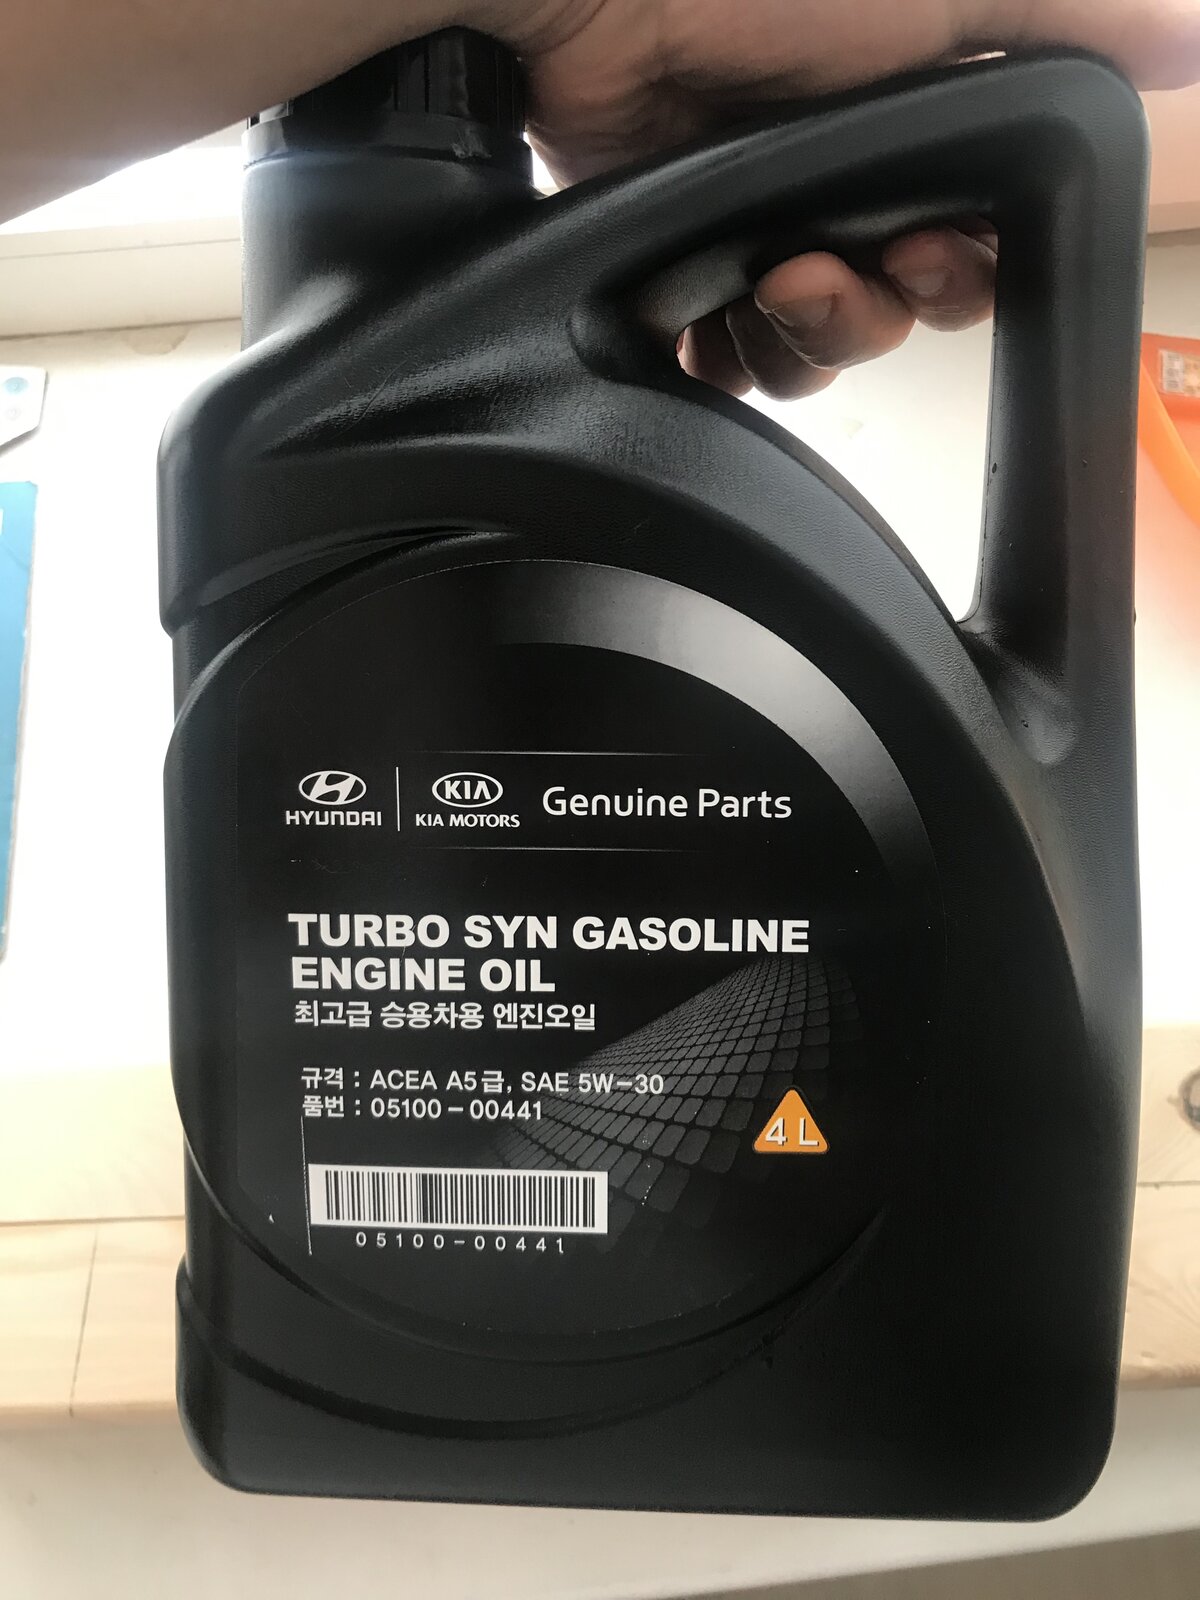 HYUNDAI
KIA
KIA MOTORS
Genuine Parts
TURBO SYN GASOLINE
ENGINE OIL
최고급 승용차용 엔진오일
규격 : ACEA A5급, SAE 5W-30
품번 : 05100-00441
4 L
05100-00441